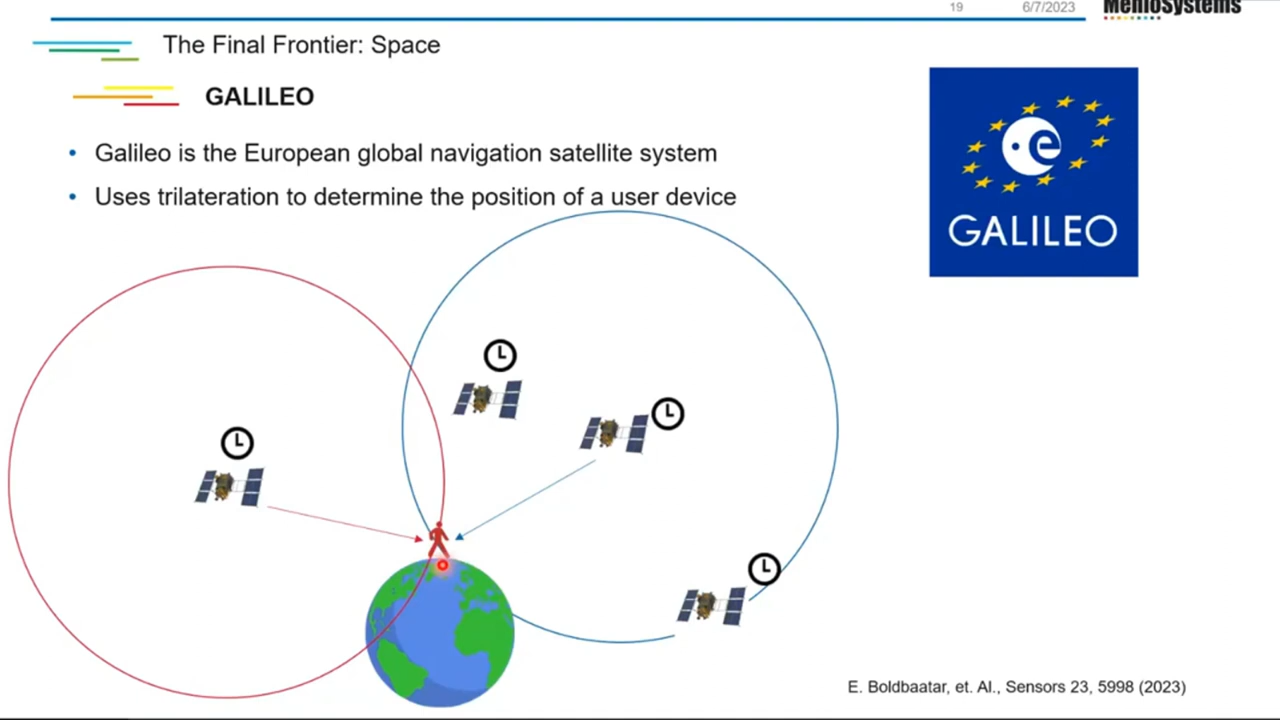 19 6/7/2023 MenloSystems
The Final Frontier: Space
GALILEO
• Galileo is the European global navigation satellite system
• Uses trilateration to determine the position of a user device
e
GALILEO
E. Boldbaatar, et. Al., Sensors 23, 5998 (2023)